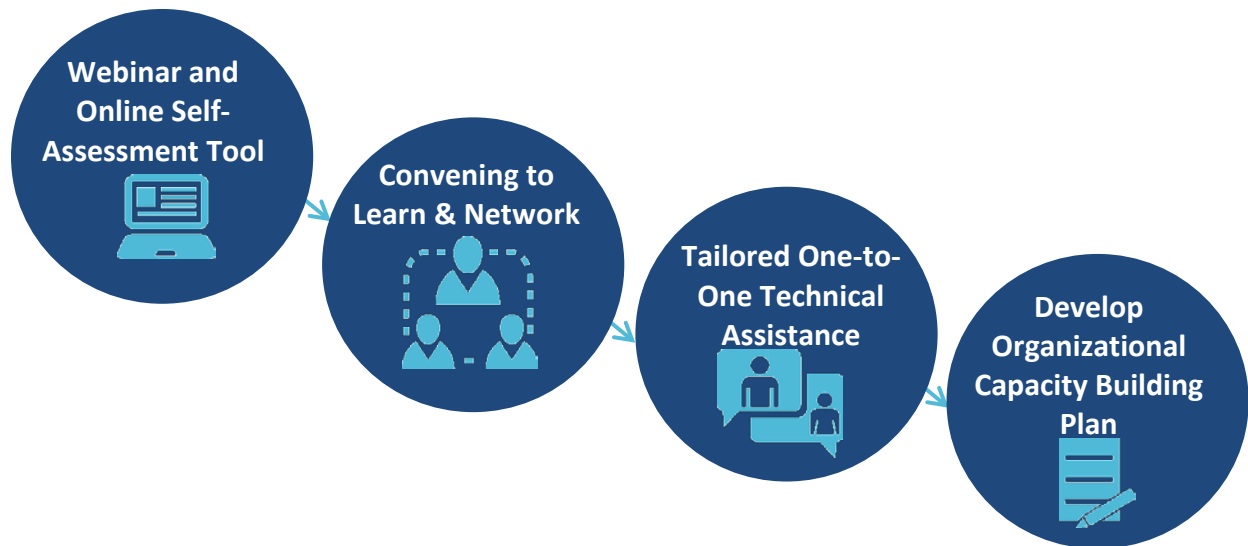 Webinar and
Online Self-
Assessment Tool
Convening to
Learn & Network
Tailored One-to-
One Technical
Assistance
Develop
Organizational
Capacity Building
Plan